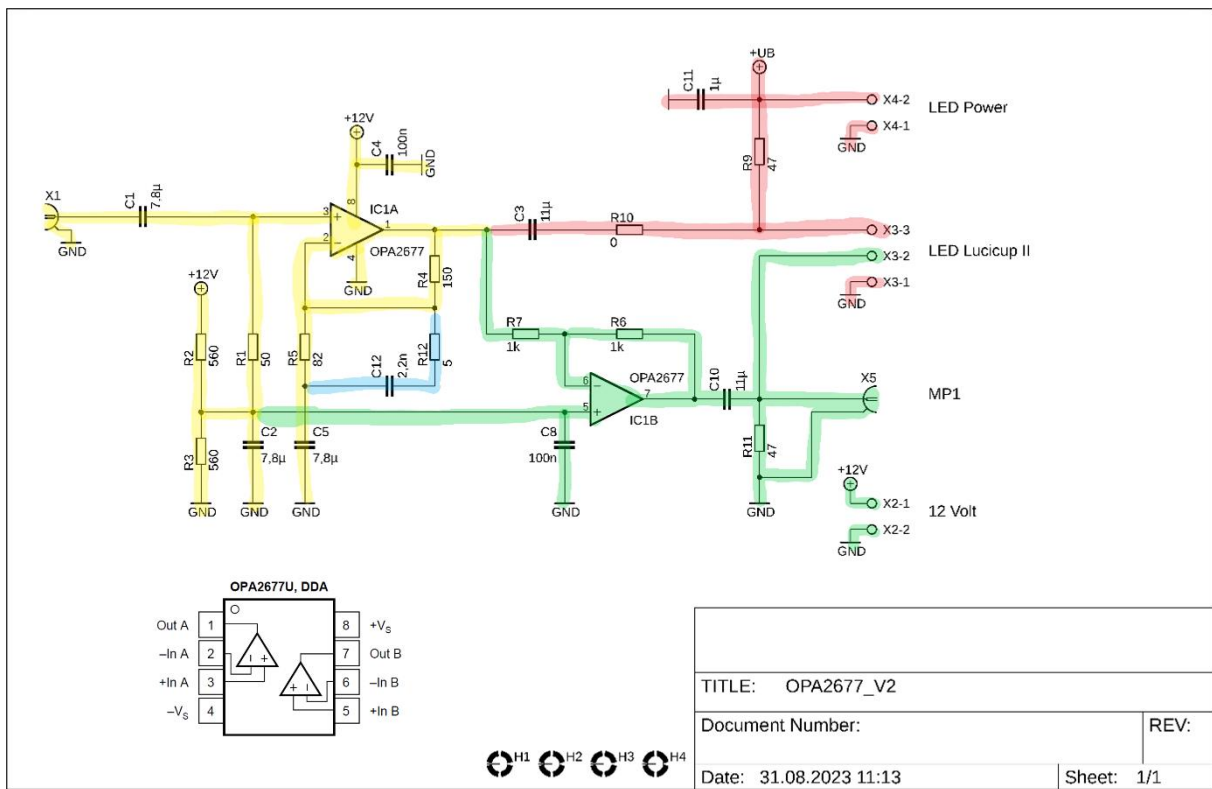 +UB
C11
1µ
X4-2
LED Power
X4-1
GND
R9
47
+12V
C4
100n
GND
X1
C1
7,8µ
GND
8
IC1A
3
+
1
2
−
4
OPA2677
GND
C3
11µ
R10
0
X3-3
LED Lucicup II
X3-2
X3-1
GND
+12V
R4
150
R2
560
R1
50
R5
82
C12
2,2n
R12
5
R7
1k
R6
1k
OPA2677
6
−
7
5
+
IC1B
C10
11µ
X5
MP1
R3
560
C2
7,8µ
C5
7,8µ
C8
100n
R11
47
+12V
X2-1
12 Volt
X2-2
GND
GND
GND
GND
GND
GND
OPA2677U, DDA
Out A 1 8 +Vs
–In A 2 7 Out B
+In A 3 6 –In B
–Vs 4 5 +In B
H1 H2 H3 H4
TITLE: OPA2677_V2
Document Number:
REV:
Date: 31.08.2023 11:13
Sheet: 1/1